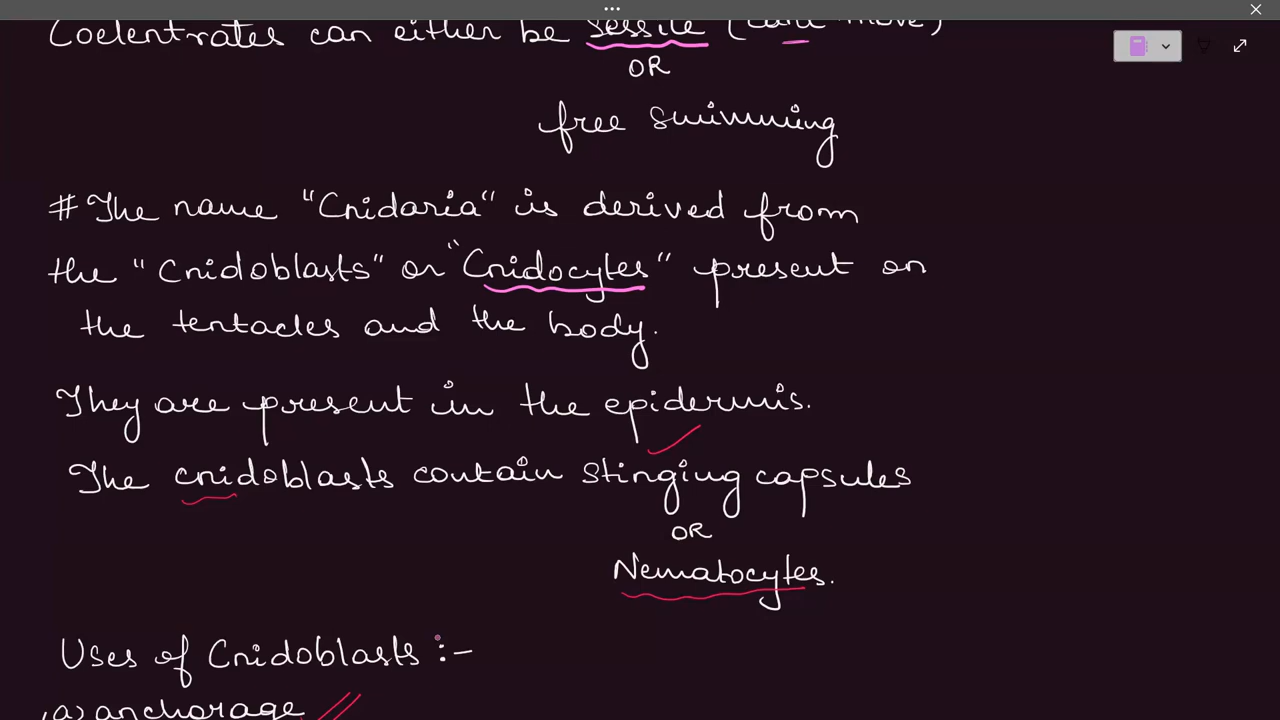 Coelentrates can either be sessile (can't move)
OR
free swimming
# The name "Cnidaria" is derived from
the "Cnidoblasts" or "Cnidocytes" present on
the tentacles and the body.
They are present in the epidermis.
The cnidoblasts contain stinging capsules
OR
Nematocytes.
Uses of Cnidoblasts :-
(a) anchorage